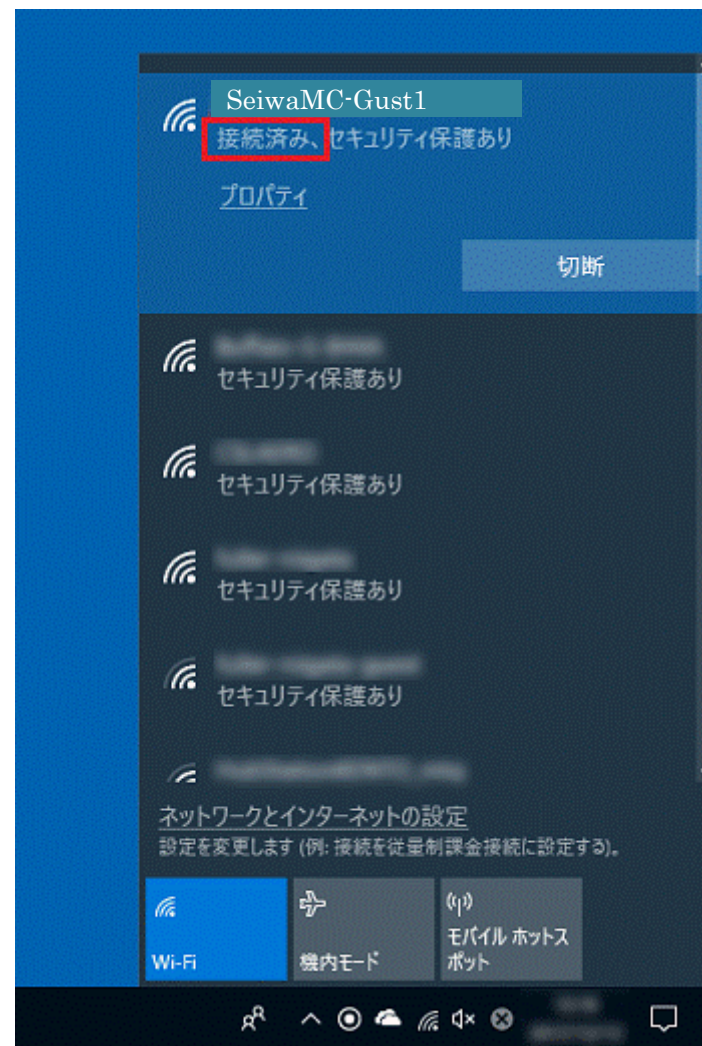 SeiwaMC-Gust1
接続済み、セキュリティ保護あり
プロパティ
切断
セキュリティ保護あり
セキュリティ保護あり
セキュリティ保護あり
セキュリティ保護あり
ネットワークとインターネットの設定
設定を変更します (例: 接続を従量制課金接続に設定する)。
Wi-Fi
機内モード
モバイル ホットス
ポット